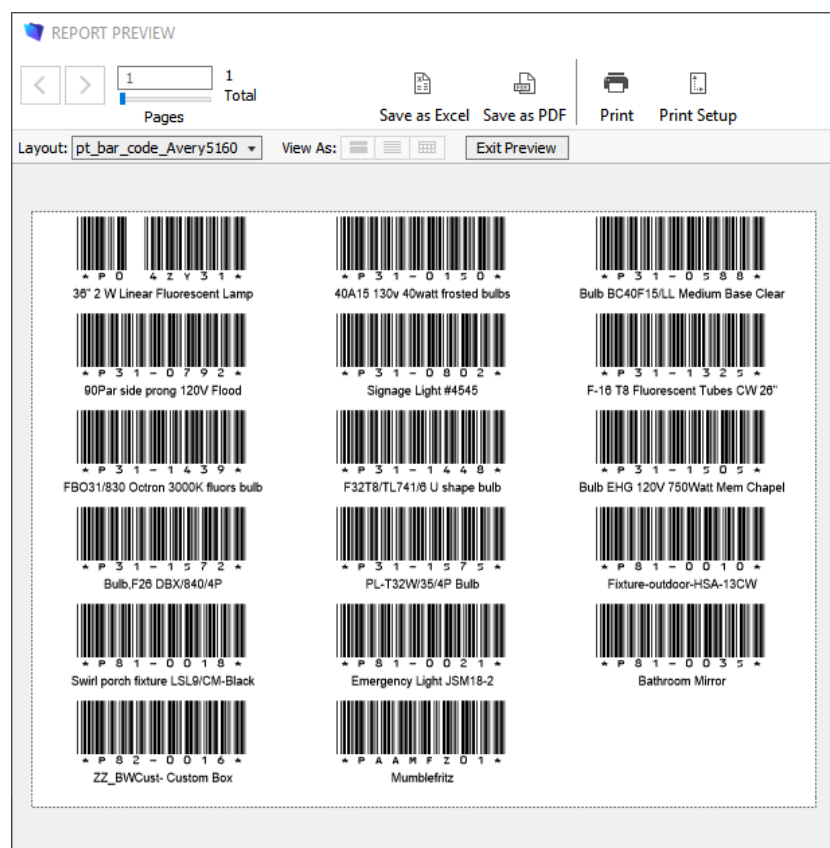 REPORT PREVIEW
1
1
Total
Pages
Save as Excel
Save as PDF
Print
Print Setup
Layout: pt_bar_code_Avery5160
View As:
Exit Preview
*P0 4ZY31*
36" 2 W Linear Fluorescent Lamp
*P31-0150*
40A15 130v 40watt frosted bulbs
*P31-0588*
Bulb BC40F15/LL Medium Base Clear
*P31-0792*
90Par side prong 120V Flood
*P31-0802*
Signage Light #4545
*P31-1325*
F-16 T8 Fluorescent Tubes CW 26"
*P31-1439*
FBO31/830 Octron 3000K fluors bulb
*P31-1448*
F32T8/TL741/6 U shape bulb
*P31-1505*
Bulb EHG 120V 750Watt Mem Chapel
*P31-1572*
Bulb,F26 DBX/840/4P
*P31-1575*
PL-T32W/35/4P Bulb
*P81-0010*
Fixture-outdoor-HSA-13CW
*P81-0018*
Swirl porch fixture LSL9/CM-Black
*P81-0021*
Emergency Light JSM18-2
*P81-0035*
Bathroom Mirror
*P82-0016*
ZZ_BWCust- Custom Box
*PAAMFZ01*
Mumblefritz